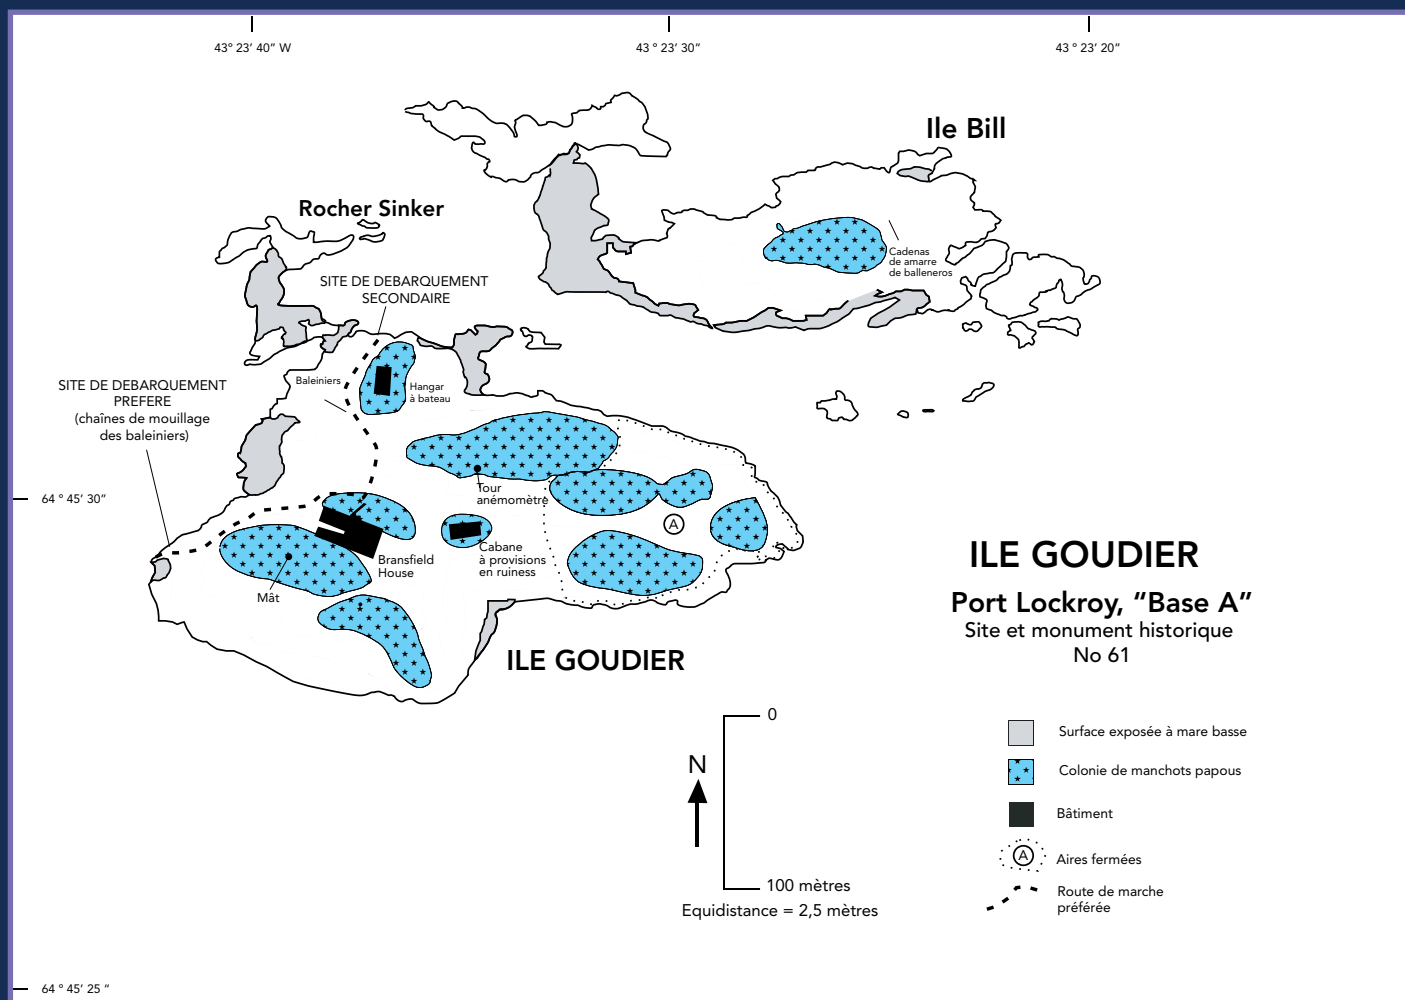 43° 23’ 40” W
43 ° 23’ 30”
43 ° 23’ 20”
Ile Bill
Rocher Sinker
Cadenas
de amarre
de balleneros
SITE DE DEBARQUEMENT
SECONDAIRE
Baleiniers
Hangar
à bateau
SITE DE DEBARQUEMENT
PREFERE
(chaînes de mouillage
des baleiniers)
64 ° 45’ 30”
Tour
anémomètre
A
Bransfield
House
Cabane
à provisions
en ruiness
Mât
ILE GOUDIER
ILE GOUDIER
Port Lockroy, “Base A”
Site et monument historique
No 61
0
N
100 mètres
Equidistance = 2,5 mètres
Surface exposée à mare basse
Colonie de manchots papous
Bâtiment
A
Aires fermées
Route de marche
préférée
64 ° 45’ 25 “